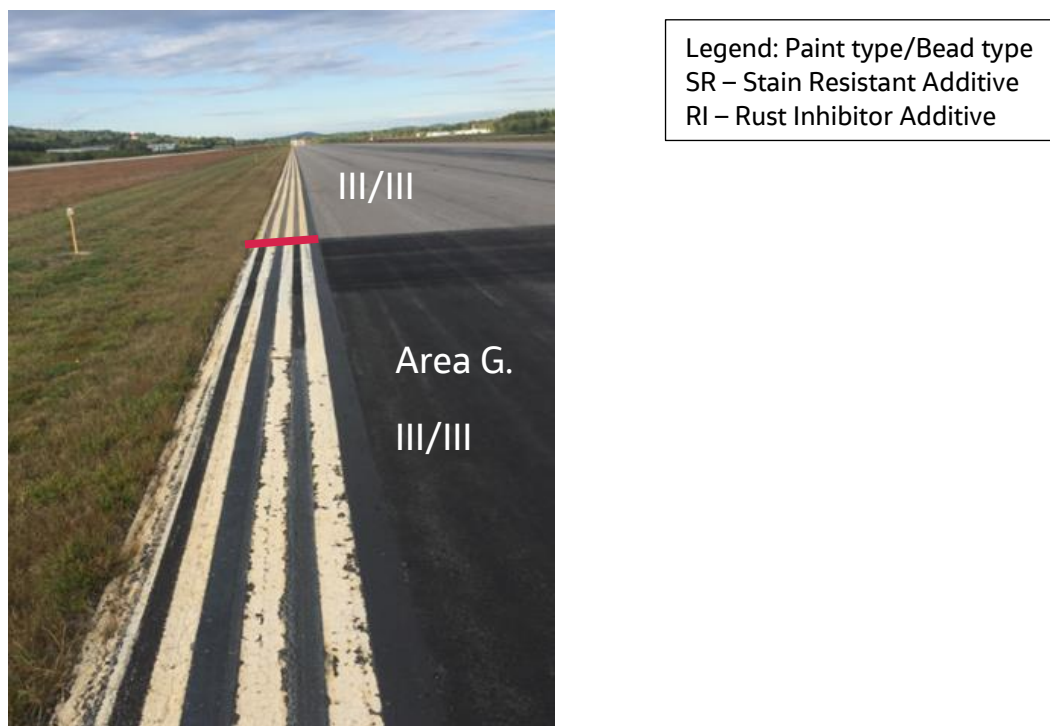 III/III
Area G.
III/III
Legend: Paint type/Bead type
SR – Stain Resistant Additive
RI – Rust Inhibitor Additive